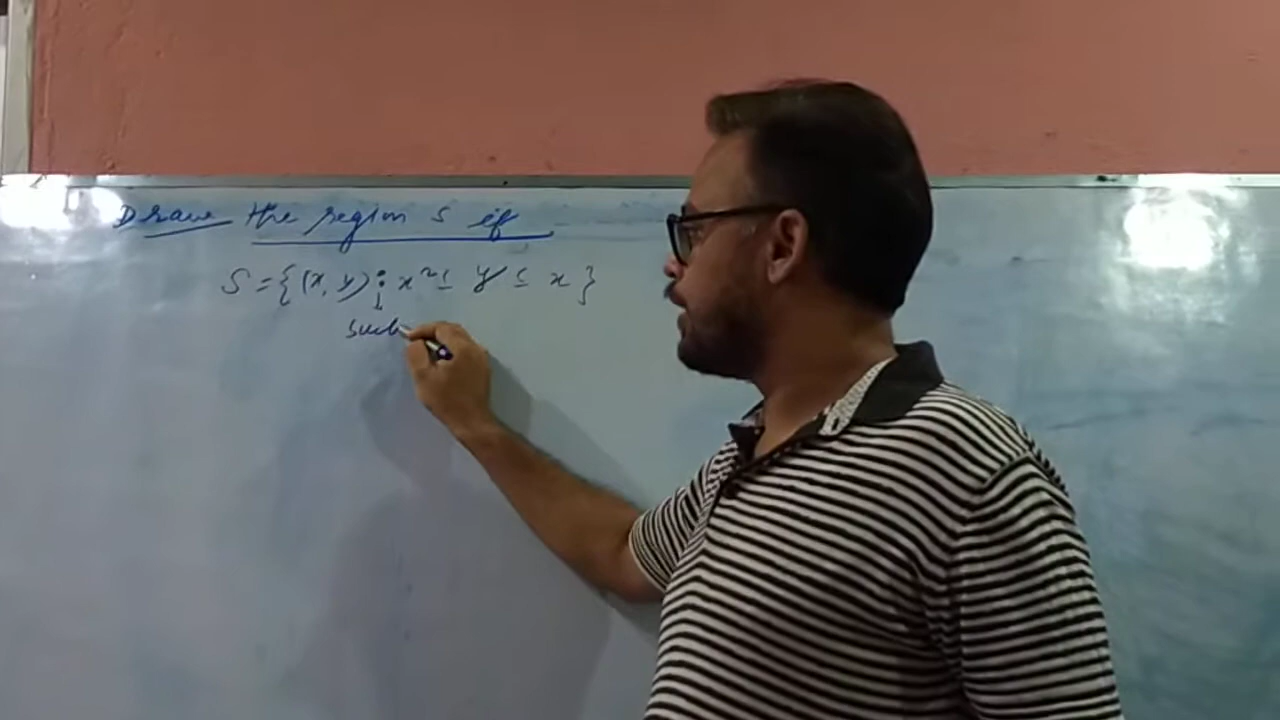 Draw the region S if
S = {(x, y) : x² ≤ y ≤ x}
such